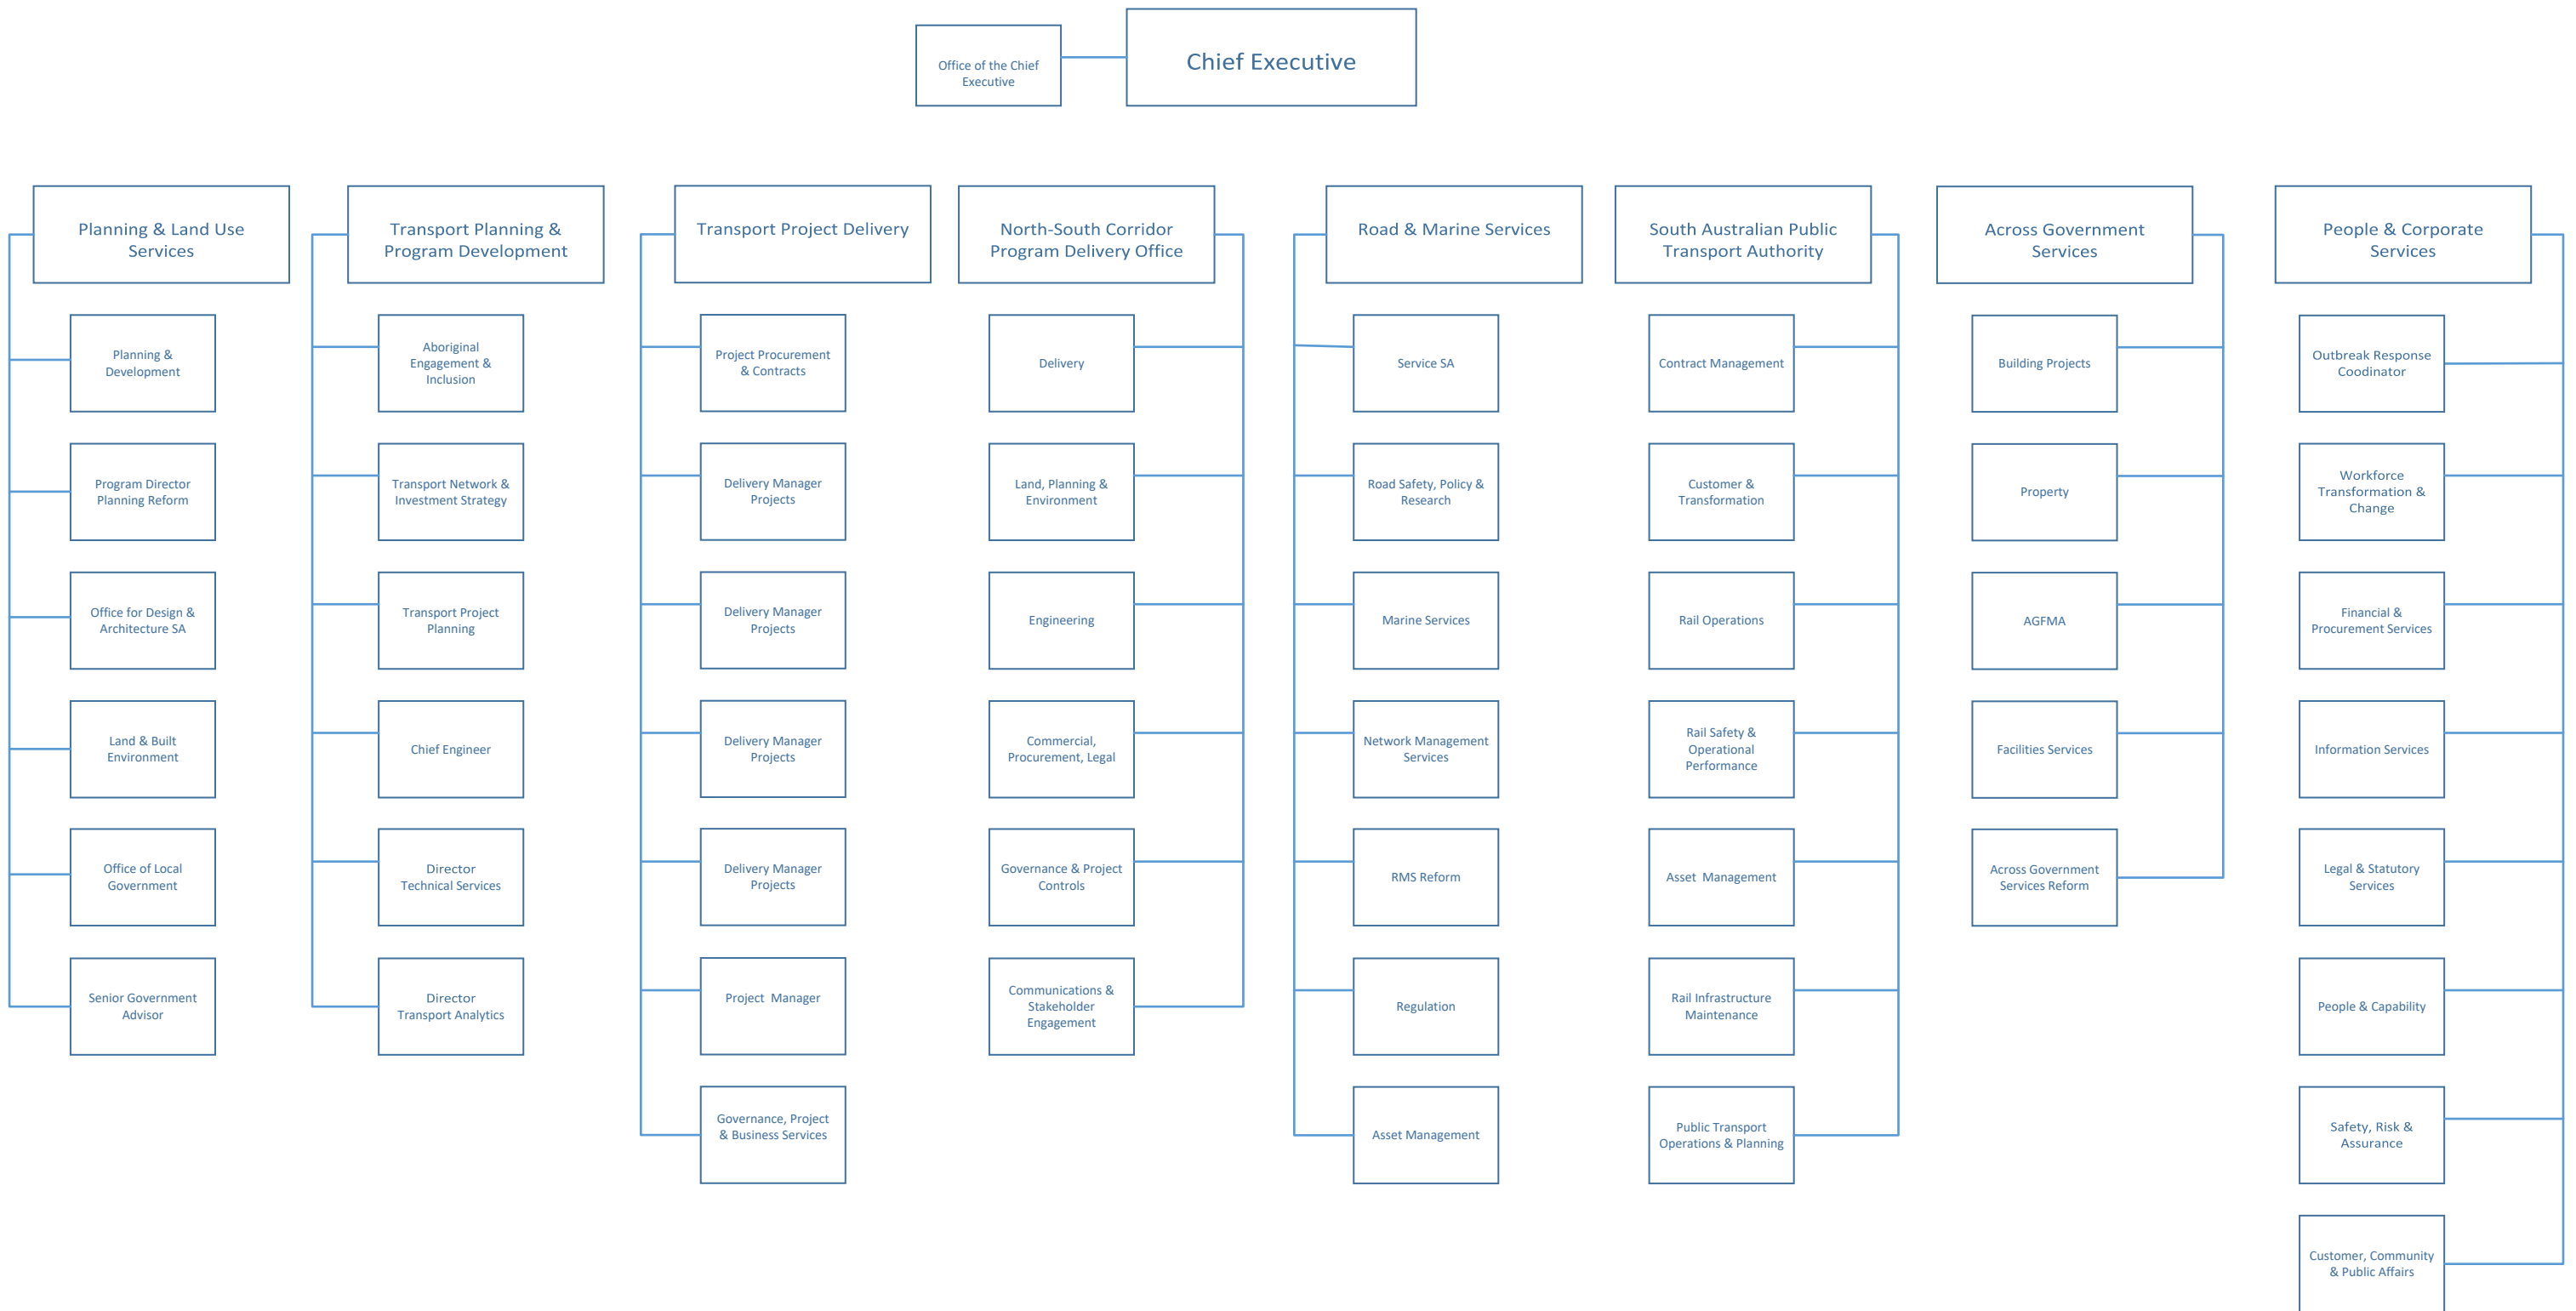 Office of the Chief
Executive
Chief Executive
Planning & Land Use
Services
Planning &
Development
Program Director
Planning Reform
Office for Design &
Architecture SA
Land & Built
Environment
Office of Local
Government
Senior Government
Advisor
Transport Planning &
Program Development
Aboriginal
Engagement &
Inclusion
Transport Network &
Investment Strategy
Transport Project
Planning
Chief Engineer
Director
Technical Services
Director
Transport Analytics
Transport Project Delivery
Project Procurement
& Contracts
Delivery Manager
Projects
Delivery Manager
Projects
Delivery Manager
Projects
Delivery Manager
Projects
Project  Manager
Governance, Project
& Business Services
North-South Corridor
Program Delivery Office
Delivery
Land, Planning &
Environment
Engineering
Commercial,
Procurement, Legal
Governance & Project
Controls
Communications &
Stakeholder
Engagement
Road & Marine Services
Service SA
Road Safety, Policy &
Research
Marine Services
Network Management
Services
RMS Reform
Regulation
Asset Management
South Australian Public
Transport Authority
Contract Management
Customer &
Transformation
Rail Operations
Rail Safety &
Operational
Performance
Asset  Management
Rail Infrastructure
Maintenance
Public Transport
Operations & Planning
Across Government
Services
Building Projects
Property
AGFMA
Facilities Services
Across Government
Services Reform
People & Corporate
Services
Outbreak Response
Coodinator
Workforce
Transformation &
Change
Financial &
Procurement Services
Information Services
Legal & Statutory
Services
People & Capability
Safety, Risk &
Assurance
Customer, Community
& Public Affairs